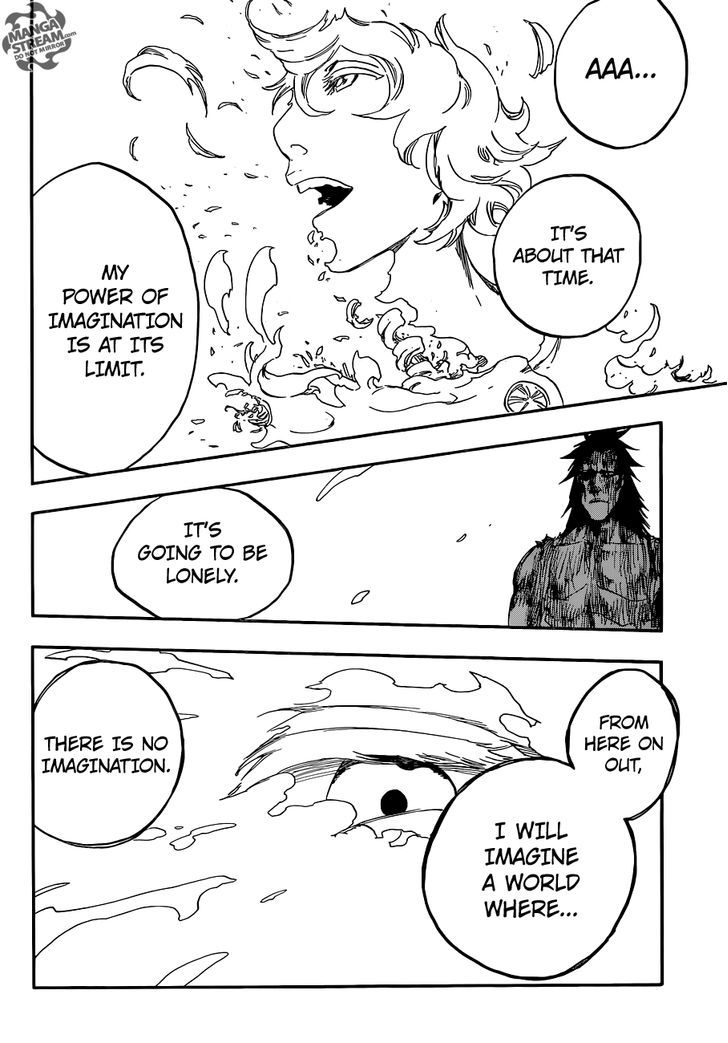 MANGA
STREAM.com
DO NOT MIRROR
AAA...
IT'S
ABOUT THAT
TIME.
MY
POWER OF
IMAGINATION
IS AT ITS
LIMIT.
IT'S
GOING TO BE
LONELY.
FROM
HERE ON
OUT,
I WILL
IMAGINE
A WORLD
WHERE...
THERE IS NO
IMAGINATION.